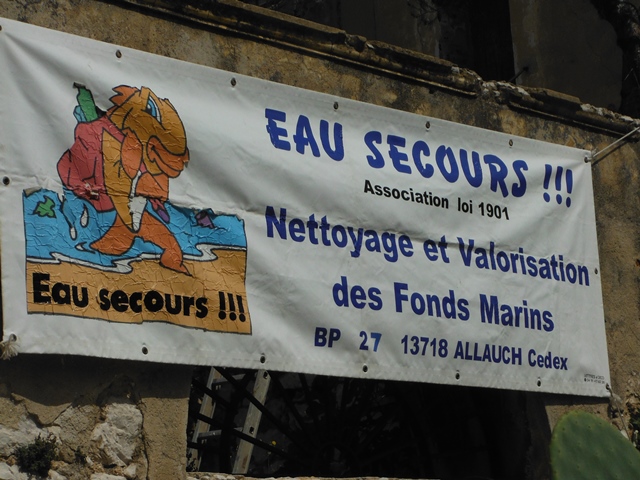 EAU SECOURS !!!
Association loi 1901
Nettoyage et Valorisation
des Fonds Marins
BP 27 13718 ALLAUCH Cedex
Eau secours !!!